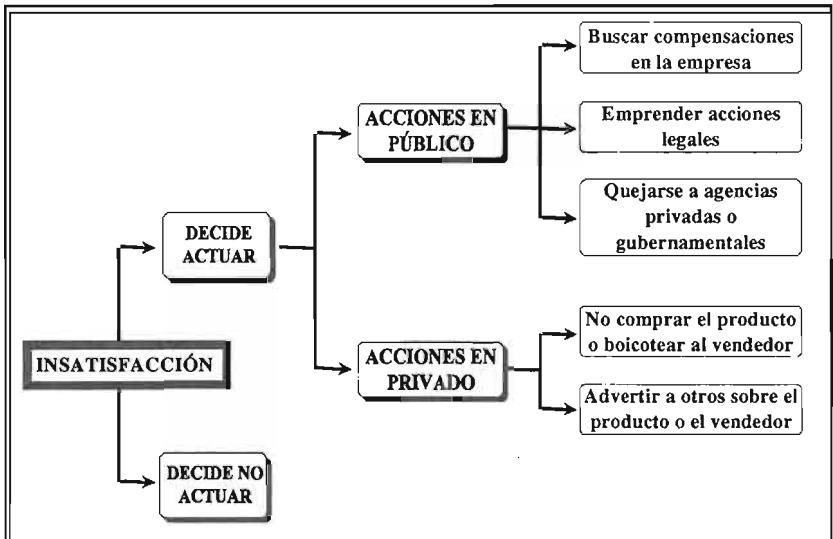 Buscar compensaciones
en la empresa
ACCIONES EN
PÚBLICO
Emprender acciones
legales
Quejarse a agencias
privadas o
gubernamentales
DECIDE
ACTUAR
INSATISFACCIÓN
ACCIONES EN
PRIVADO
No comprar el producto
o boicotear al vendedor
Advertir a otros sobre el
producto o el vendedor
DECIDE NO
ACTUAR